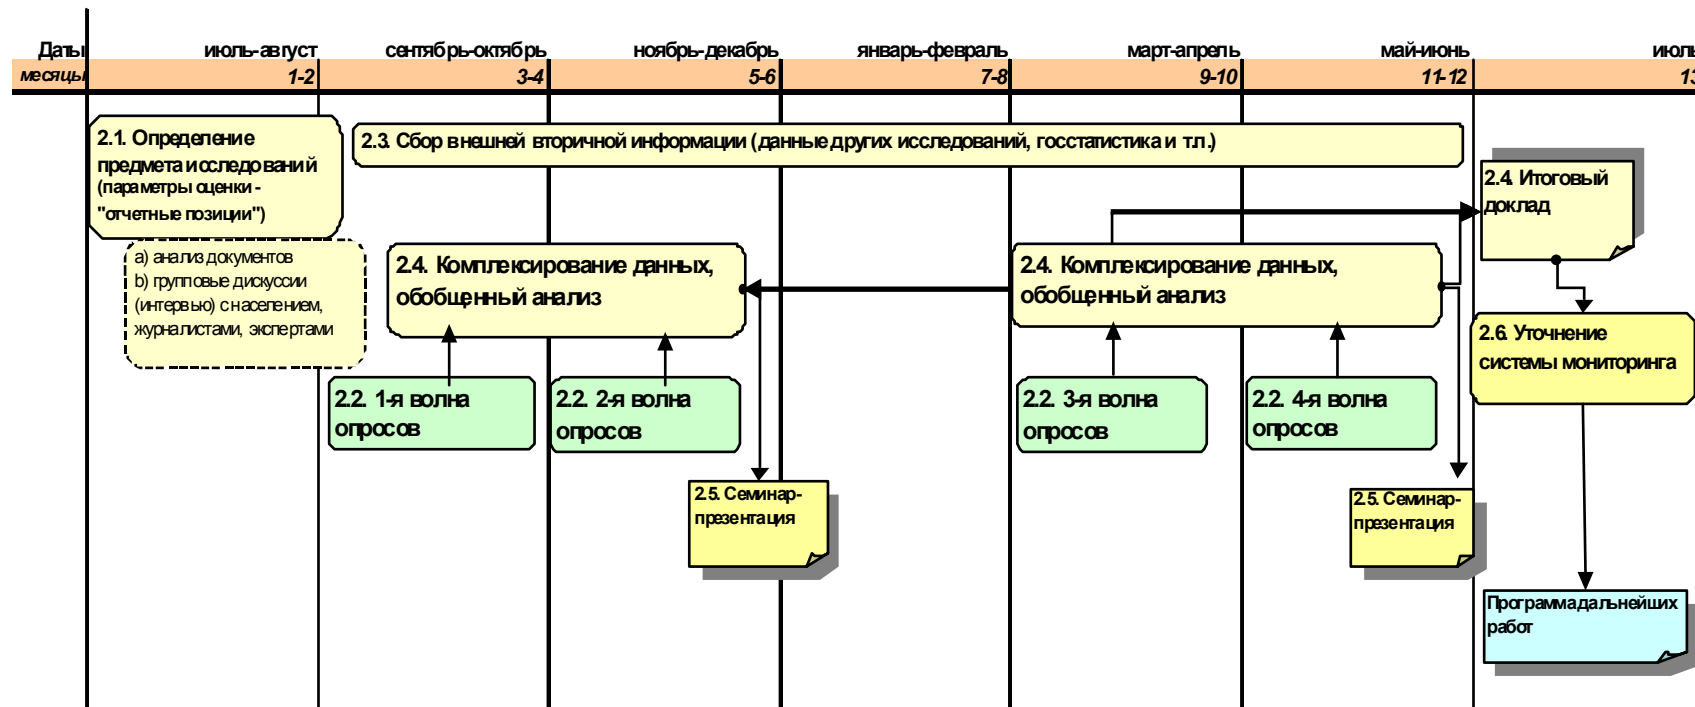 Даты июль-август сентябрь-октябрь ноябрь-декабрь январь-февраль март-апрель май-июнь июль
месяцы 1-2 3-4 5-6 7-8 9-10 11-12 13
2.1. Определение
предмета исследований
(параметры оценки -
"отчетные позиции")
2.3. Сбор внешней вторичной информации (данные других исследований, госстатистика и т.п.)
2.4. Итоговый
доклад
a) анализ документов
b) групповые дискуссии
(интервью) с населением,
журналистами, экспертами
2.4. Комплексирование данных,
обобщенный анализ
2.4. Комплексирование данных,
обобщенный анализ
2.6. Уточнение
системы мониторинга
2.2. 1-я волна
опросов
2.2. 2-я волна
опросов
2.2. 3-я волна
опросов
2.2. 4-я волна
опросов
2.5. Семинар-
презентация
2.5. Семинар-
презентация
Программа дальнейших
работ